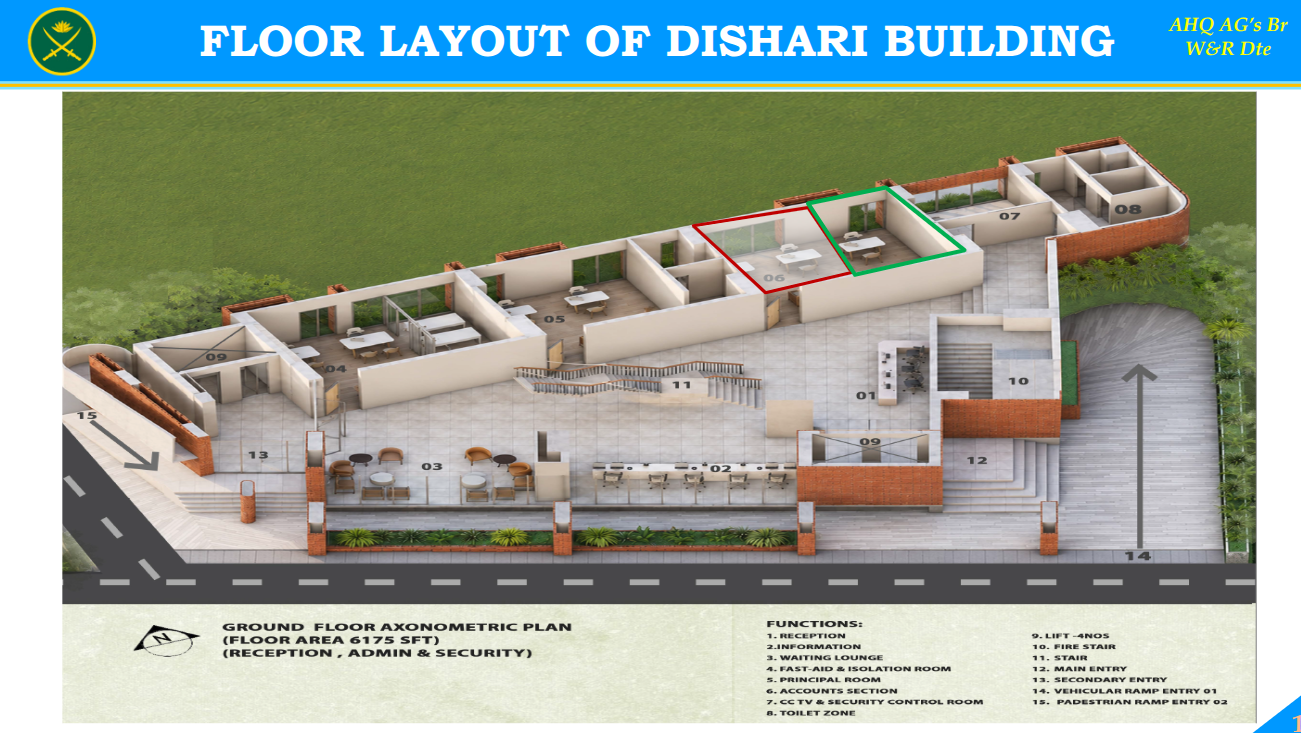 FLOOR LAYOUT OF DISHARI BUILDING
AHQ AG's Br
W&R Dte
07
08
06
05
09
04
11
10
01
15
13
03
02
09
12
14
N
GROUND FLOOR AXONOMETRIC PLAN
(FLOOR AREA 6175 SFT)
(RECEPTION , ADMIN & SECURITY)
FUNCTIONS:
1. RECEPTION
2.INFORMATION
3. WAITING LOUNGE
4. FAST-AID & ISOLATION ROOM
5. PRINCIPAL ROOM
6. ACCOUNTS SECTION
7. CC TV & SECURITY CONTROL ROOM
8. TOILET ZONE
9. LIFT -4NOS
10. FIRE STAIR
11. STAIR
12. MAIN ENTRY
13. SECONDARY ENTRY
14. VEHICULAR RAMP ENTRY 01
15. PADESTRIAN RAMP ENTRY 02
1